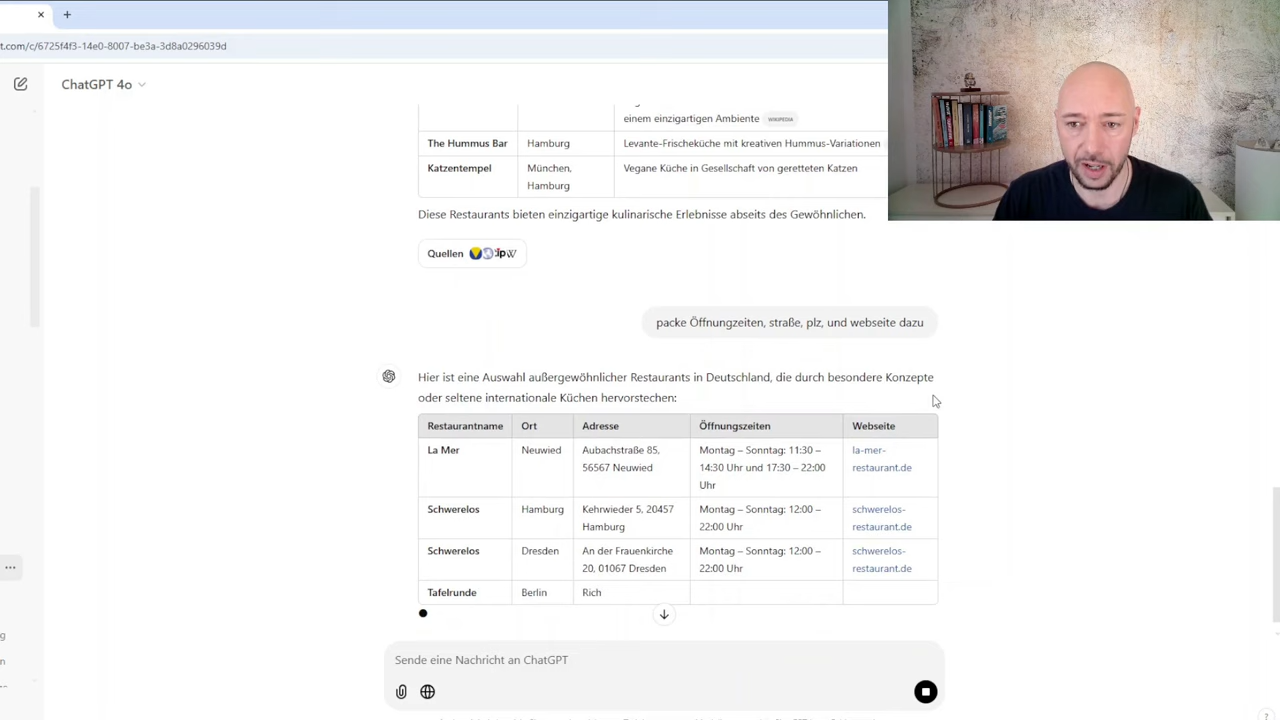 t.com/c/6725f4f3-14e0-8007-be3a-3d8a0296039d
ChatGPT 4o
einem einzigartigen Ambiente WIKIPEDIA
The Hummus Bar Hamburg Levante-Frischeküche mit kreativen Hummus-Variationen
Katzentempel München, Vegane Küche in Gesellschaft von geretteten Katzen
Hamburg
Diese Restaurants bieten einzigartige kulinarische Erlebnisse abseits des Gewöhnlichen.
Quellen
packe Öffnungzeiten, straße, plz, und webseite dazu
Hier ist eine Auswahl außergewöhnlicher Restaurants in Deutschland, die durch besondere Konzepte
oder seltene internationale Küchen hervorstechen:
Restaurantname Ort Adresse Öffnungszeiten Webseite
La Mer Neuwied Aubachstraße 85, Montag – Sonntag: 11:30 – la-mer-
56567 Neuwied 14:30 Uhr und 17:30 – 22:00 restaurant.de
Uhr
Schwerelos Hamburg Kehrwieder 5, 20457 Montag – Sonntag: 12:00 – schwerelos-
Hamburg 22:00 Uhr restaurant.de
Schwerelos Dresden An der Frauenkirche Montag – Sonntag: 12:00 – schwerelos-
20, 01067 Dresden 22:00 Uhr restaurant.de
Tafelrunde Berlin Rich
Sende eine Nachricht an ChatGPT